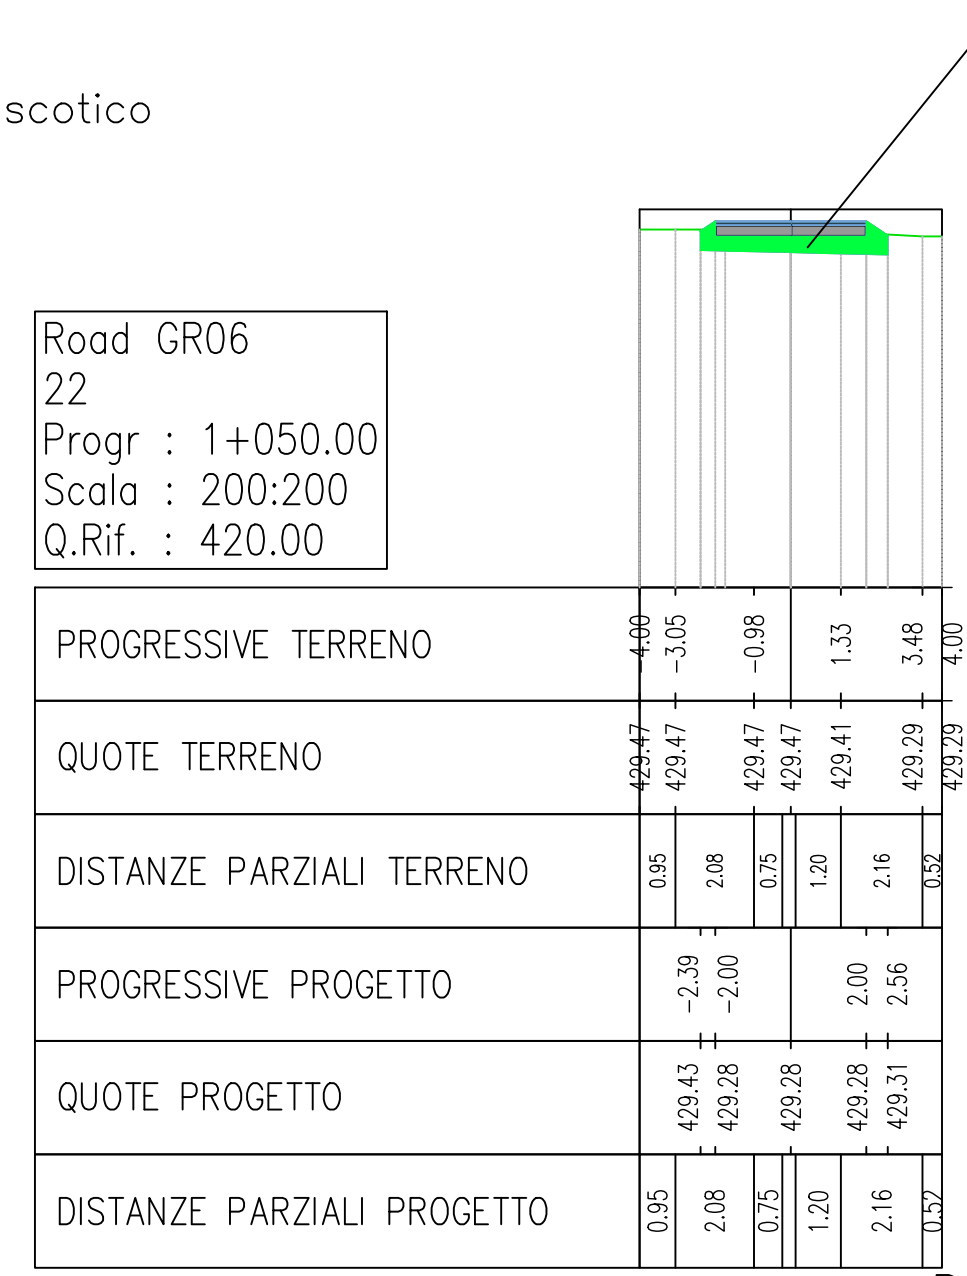 scotico
Road GR06
22
Progr : 1+050.00
Scala : 200:200
Q.Rif. : 420.00
PROGRESSIVE TERRENO -4.00 -3.05 -0.98 1.33 3.48 4.00
QUOTE TERRENO 429.47 429.47 429.47 429.47 429.41 429.29 429.29
DISTANZE PARZIALI TERRENO 0.95 2.08 0.75 1.20 2.16 0.52
PROGRESSIVE PROGETTO -2.39 -2.00 2.00 2.56
QUOTE PROGETTO 429.43 429.28 429.28 429.28 429.31
DISTANZE PARZIALI PROGETTO 0.95 2.08 0.75 1.20 2.16 0.52